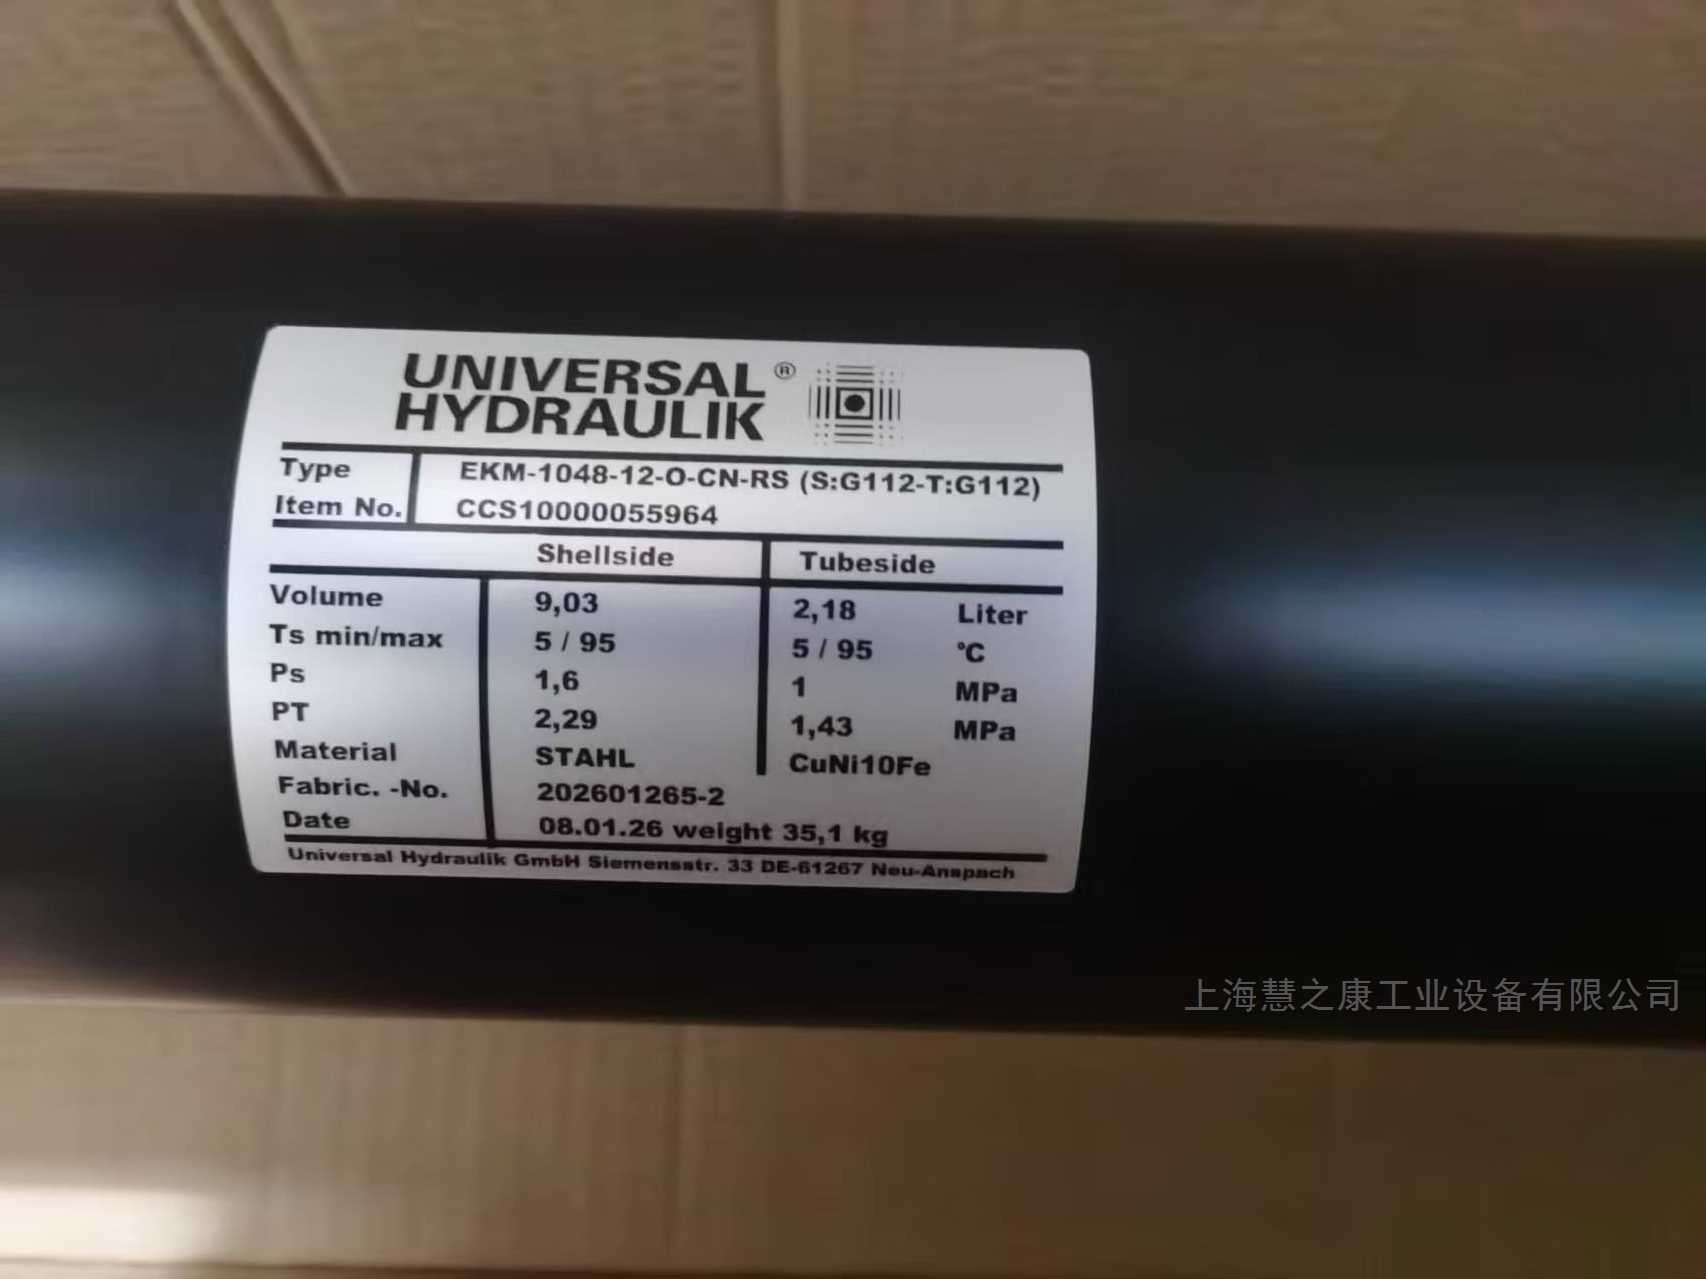 UNIVERSAL ®
HYDRAULIK
Type EKM-1048-12-O-CN-RS (S:G112-T:G112)
Item No. CCS10000055964
Shellside Tubeside
Volume 9,03 2,18 Liter
Ts min/max 5 / 95 5 / 95 °C
Ps 1,6 1 MPa
PT 2,29 1,43 MPa
Material STAHL CuNi10Fe
Fabric. -No. 202601265-2
Date 08.01.26 weight 35,1 kg
Universal Hydraulik GmbH Siemensstr. 33 DE-61267 Neu-Anspach
上海慧之康工业设备有限公司